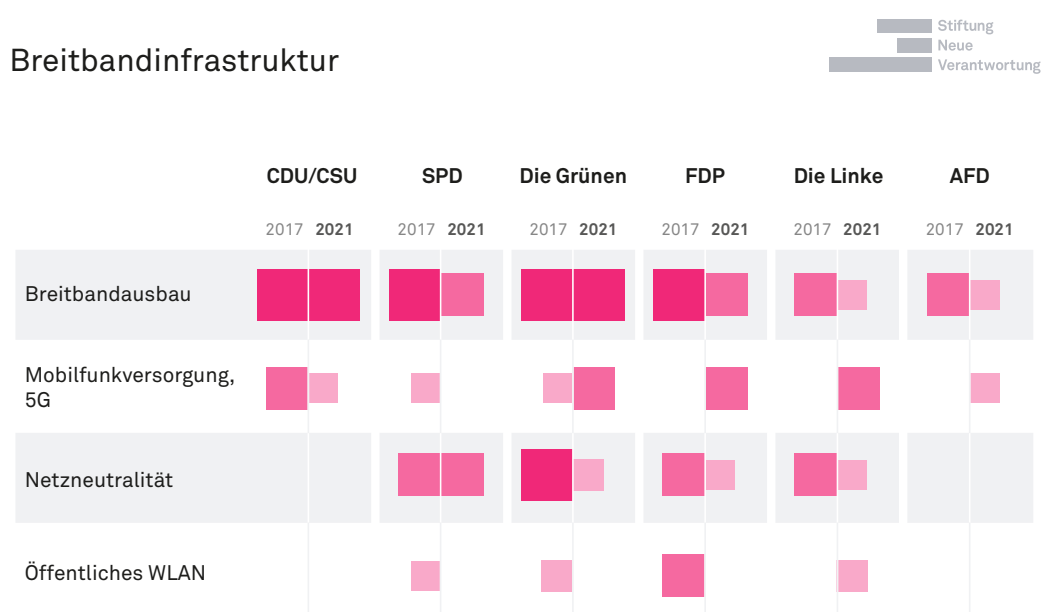 Stiftung
Neue
Verantwortung
Breitbandinfrastruktur
CDU/CSU SPD Die Grünen FDP Die Linke AFD
2017 2021 2017 2021 2017 2021 2017 2021 2017 2021 2017 2021
Breitbandausbau
Mobilfunkversorgung,
5G
Netzneutralität
Öffentliches WLAN